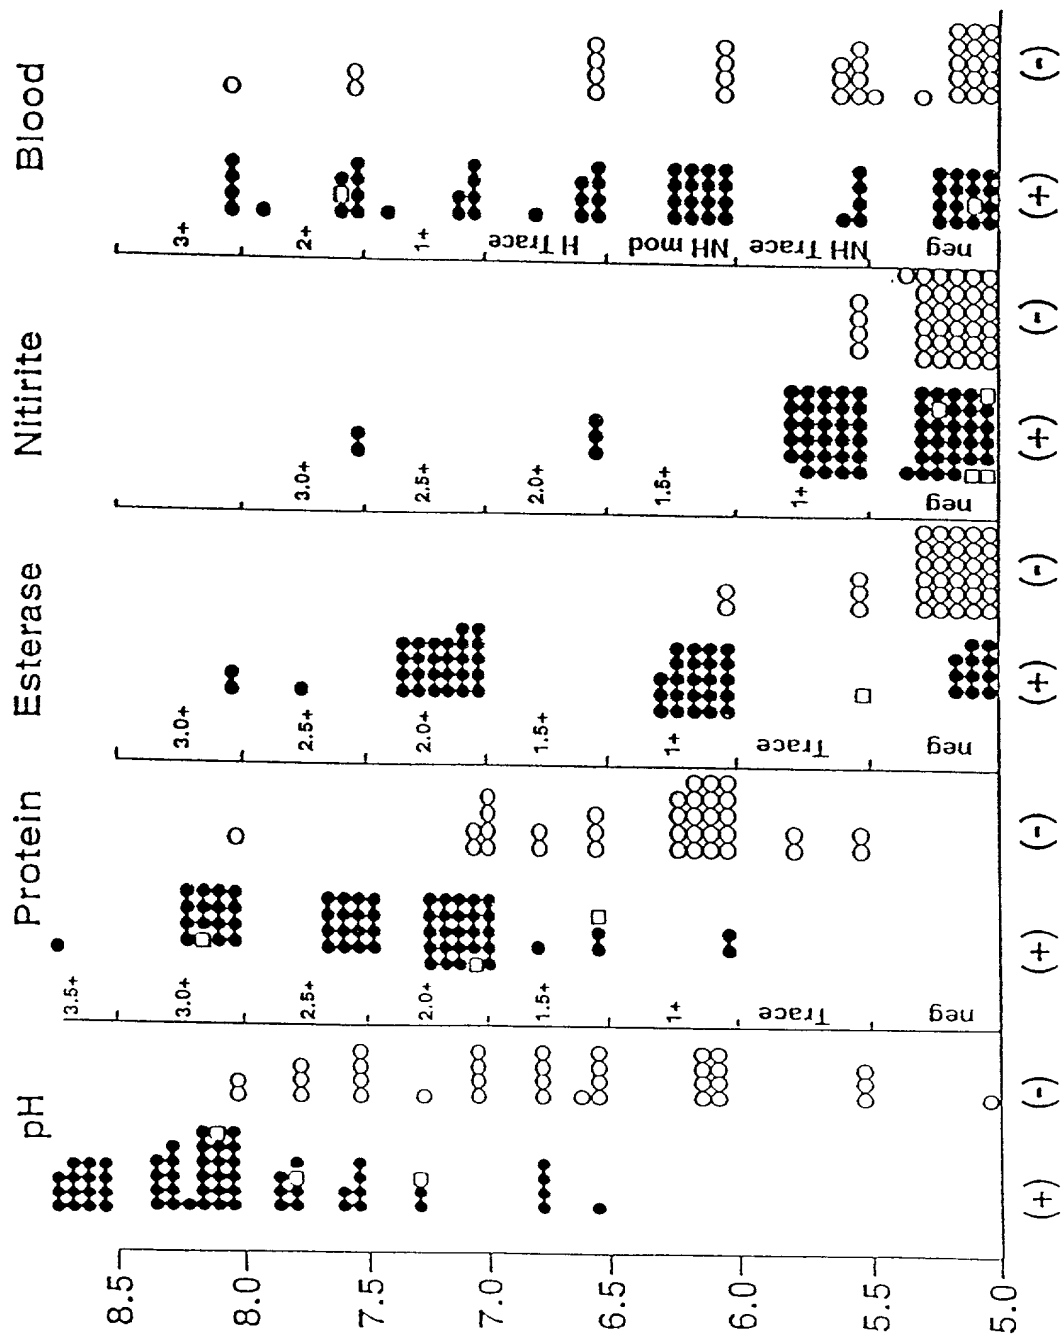 pH
Protein
Esterase
Nitirite
Blood
8.5
8.0
7.5
7.0
6.5
6.0
5.5
5.0
3.5+
3.0+
2.5+
2.0+
1.5+
1+
Trace
neg
3.0+
2.5+
2.0+
1.5+
1+
Trace
neg
3.0+
2.5+
2.0+
1.5+
1+
neg
3+
2+
1+
H Trace
NH mod
NH Trace
neg
(+) (-) (+) (-) (+) (-) (+) (-) (+) (-)